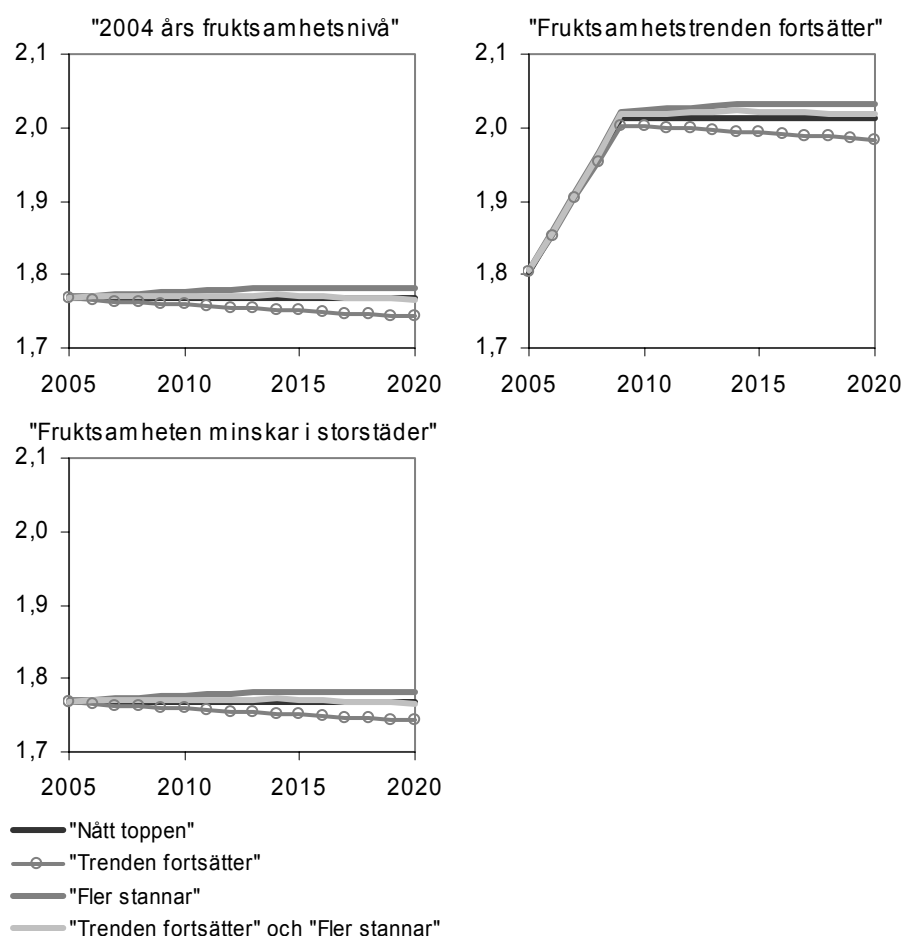 "2004 års fruktsamhetsnivå"
2,1
2,0
1,9
1,8
1,7
2005 2010 2015 2020
"Fruktsamhetstrenden fortsätter"
2,1
2,0
1,9
1,8
1,7
2005 2010 2015 2020
"Fruktsamheten minskar i storstäder"
2,1
2,0
1,9
1,8
1,7
2005 2010 2015 2020
"Nått toppen"
"Trenden fortsätter"
"Fler stannar"
"Trenden fortsätter" och "Fler stannar"